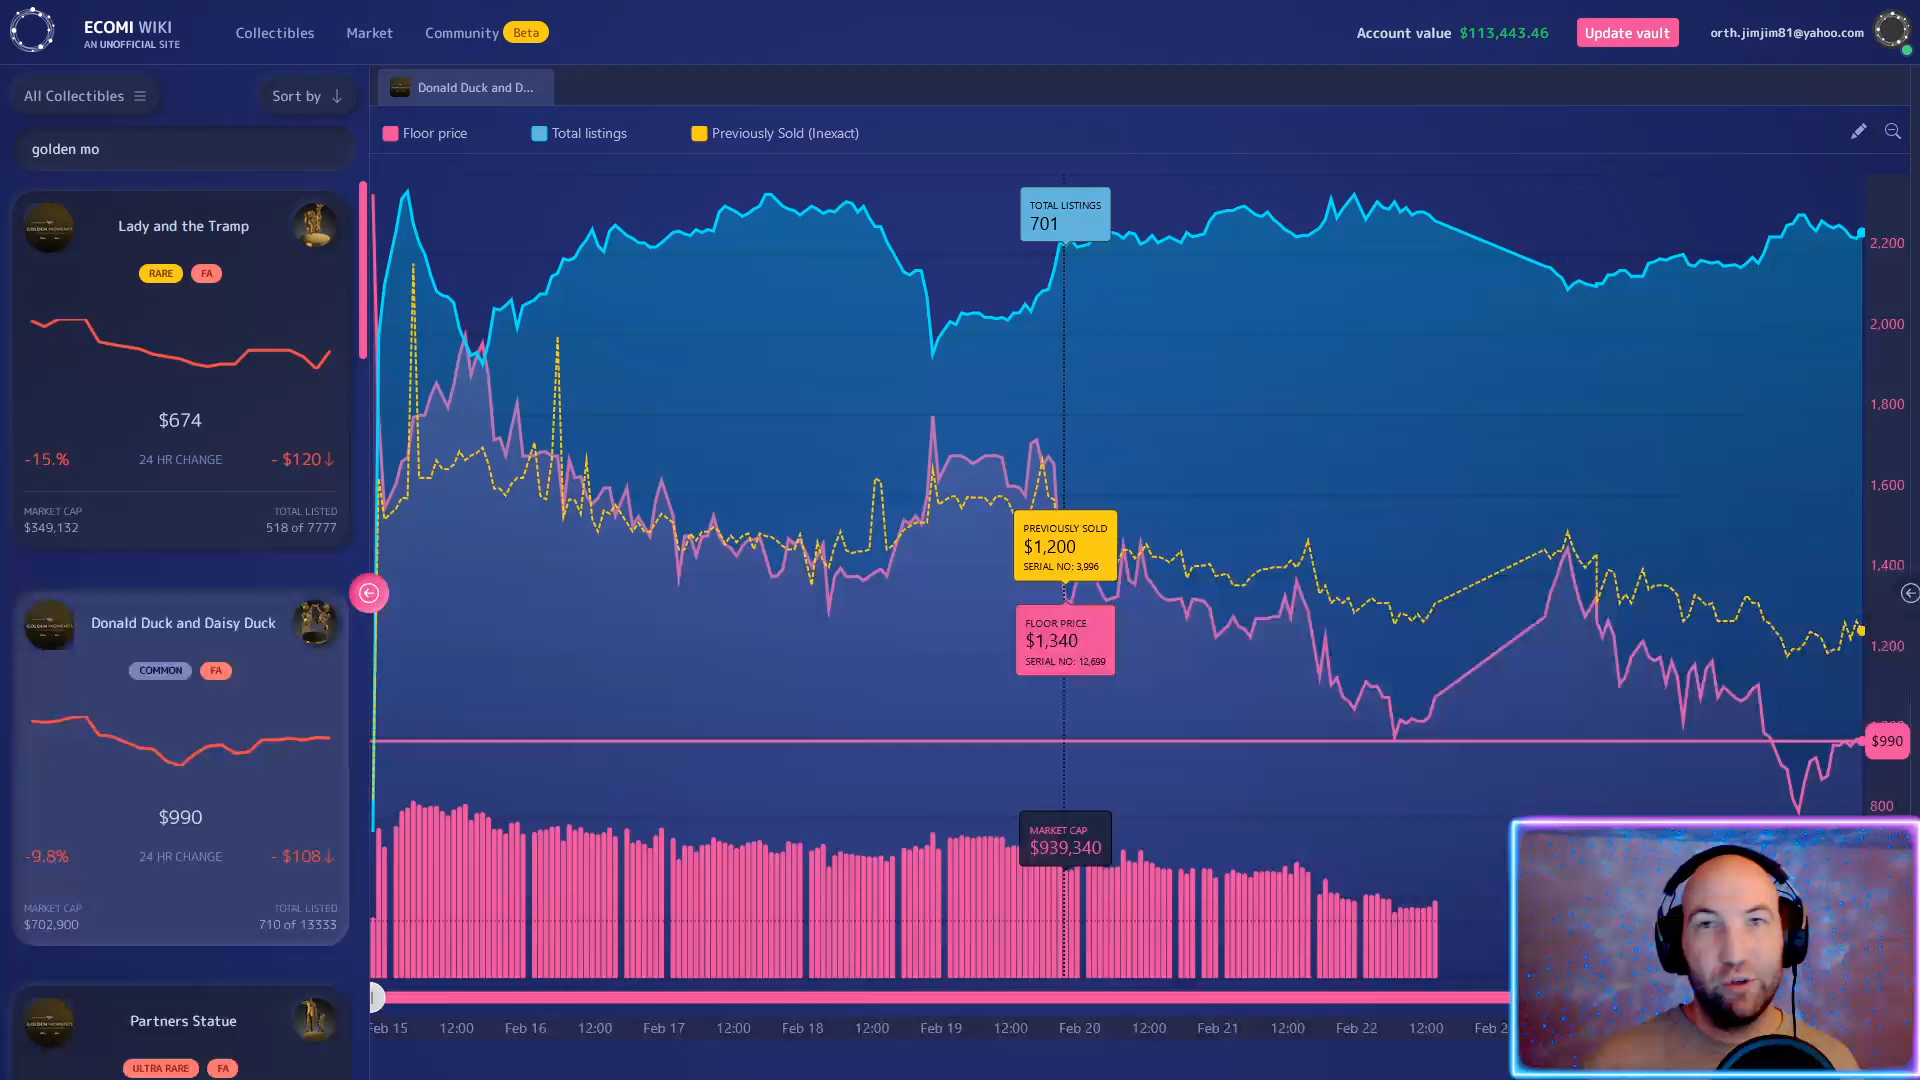 ECOMI WIKI
AN UNOFFICIAL SITE
Collectibles
Market
Community
Beta
Account value $113,443.46
Update vault
orth.jimjim81@yahoo.com
All Collectibles
Sort by
golden mo
Lady and the Tramp
RARE
FA
$674
-15.%
24 HR CHANGE
- $120↓
MARKET CAP
TOTAL LISTED
$349,132
518 of 7777
Donald Duck and Daisy Duck
COMMON
FA
$990
-9.8%
24 HR CHANGE
- $108↓
MARKET CAP
TOTAL LISTED
$702,900
710 of 13333
Partners Statue
ULTRA RARE
FA
Donald Duck and D...
Floor price
Total listings
Previously Sold (Inexact)
TOTAL LISTINGS
701
PREVIOUSLY SOLD
$1,200
SERIAL NO: 3,996
FLOOR PRICE
$1,340
SERIAL NO: 12,699
MARKET CAP
$939,340
2,200
2,000
1,800
1,600
1,400
1,200
$990
800
Feb 15
12:00
Feb 16
12:00
Feb 17
12:00
Feb 18
12:00
Feb 19
12:00
Feb 20
12:00
Feb 21
12:00
Feb 22
12:00
Feb 2